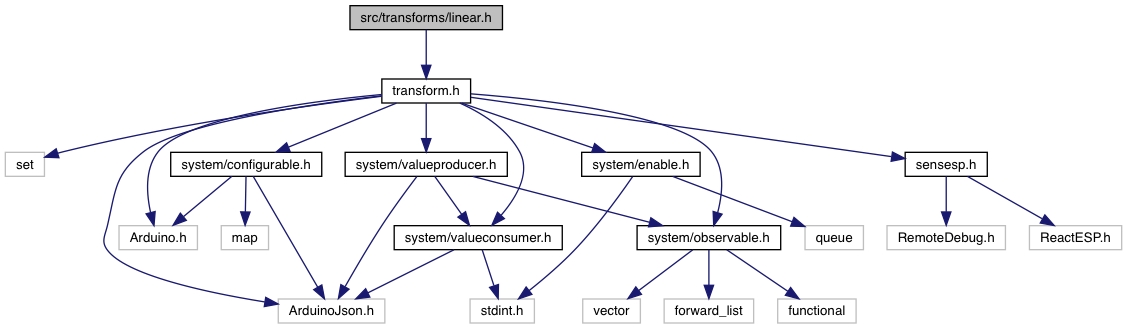 src/transforms/linear.h
transform.h
set
system/configurable.h
system/valueproducer.h
system/enable.h
sensesp.h
Arduino.h
map
system/valueconsumer.h
system/observable.h
queue
RemoteDebug.h
ReactESP.h
ArduinoJson.h
stdint.h
vector
forward_list
functional